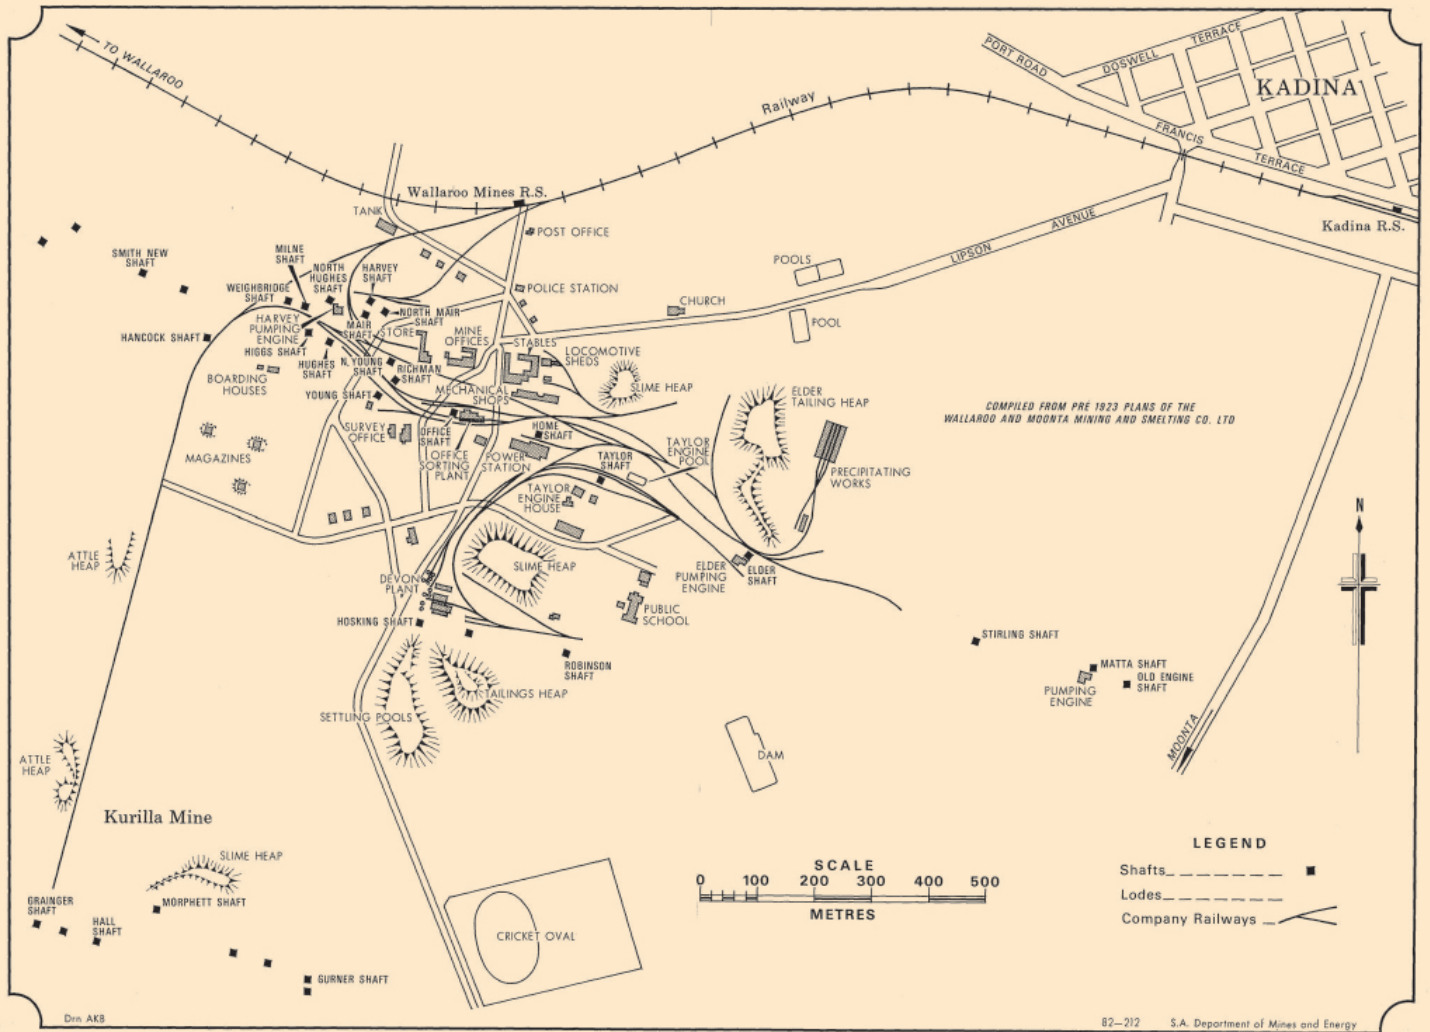 TO WALLAROO
PORT ROAD
DOSWELL TERRACE
KADINA
Railway
FRANCIS TERRACE
Wallaroo Mines R.S.
Kadina R.S.
TANK
POST OFFICE
LIPSON AVENUE
SMITH NEW
SHAFT
MILNE
SHAFT
NORTH
HUGHES
SHAFT
HARVEY
SHAFT
POOLS
WEIGHBRIDGE
SHAFT
POLICE STATION
CHURCH
HARVEY
PUMPING
ENGINE
MAIR
SHAFT
NORTH MAIR
SHAFT
POOL
HANCOCK SHAFT
HIGGS SHAFT
STORE
MINE
OFFICES
STABLES
LOCOMOTIVE
SHEDS
HUGHES
SHAFT
N. YOUNG
SHAFT
RICHMAN
SHAFT
BOARDING
HOUSES
YOUNG SHAFT
MECHANICAL
SHOPS
SLIME HEAP
ELDER
TAILING HEAP
COMPILED FROM PRE 1923 PLANS OF THE
WALLAROO AND MOONTA MINING AND SMELTING CO. LTD
SURVEY
OFFICE
OFFICE
SHAFT
HOME
SHAFT
MAGAZINES
OFFICE
SORTING
PLANT
POWER
STATION
TAYLOR
SHAFT
TAYLOR
ENGINE
POOL
PRECIPITATING
WORKS
TAYLOR
ENGINE
HOUSE
N
ATTLE
HEAP
DEVON
PLANT
SLIME HEAP
ELDER
PUMPING
ENGINE
ELDER
SHAFT
HOSKING SHAFT
PUBLIC
SCHOOL
STIRLING SHAFT
ROBINSON
SHAFT
MATTA SHAFT
OLD ENGINE
SHAFT
PUMPING
ENGINE
TAILINGS HEAP
SETTLING POOLS
MOONTA
DAM
ATTLE
HEAP
Kurilla Mine
SLIME HEAP
GRAINGER
SHAFT
MORPHETT SHAFT
HALL
SHAFT
CRICKET OVAL
GURNER SHAFT
SCALE
0 100 200 300 400 500
METRES
LEGEND
Shafts
Lodes
Company Railways
Drn AKB
82—212 S.A. Department of Mines and Energy